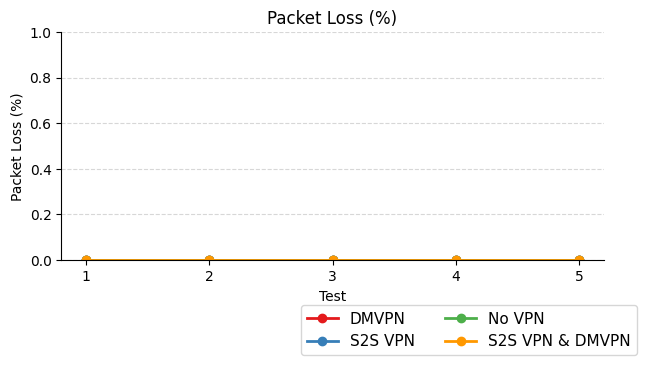 Packet Loss (%)
Packet Loss (%)
1.0
0.8
0.6
0.4
0.2
0.0
1 2 3 4 5
Test
DMVPN No VPN
S2S VPN S2S VPN & DMVPN